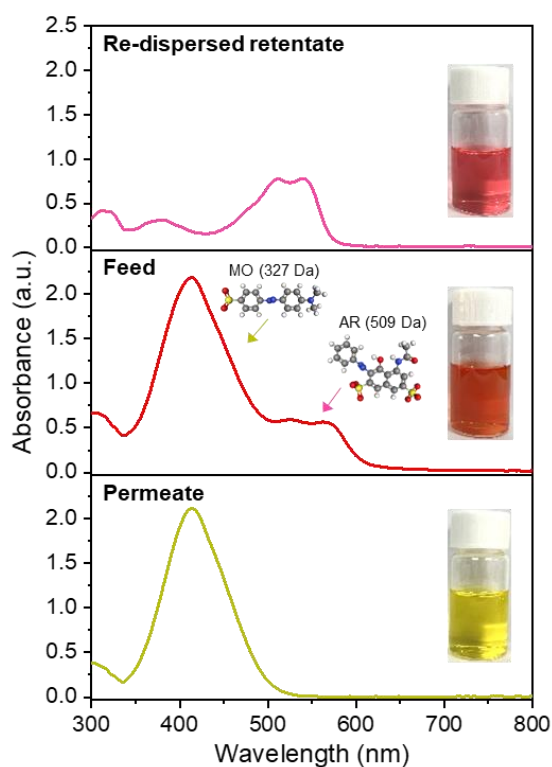 Re-dispersed retentate
2.5
2.0
1.5
1.0
0.5
0.0
Feed
MO (327 Da)
AR (509 Da)
2.0
1.5
1.0
0.5
0.0
Permeate
2.0
1.5
1.0
0.5
0.0
Absorbance (a.u.)
300 400 500 600 700 800
Wavelength (nm)